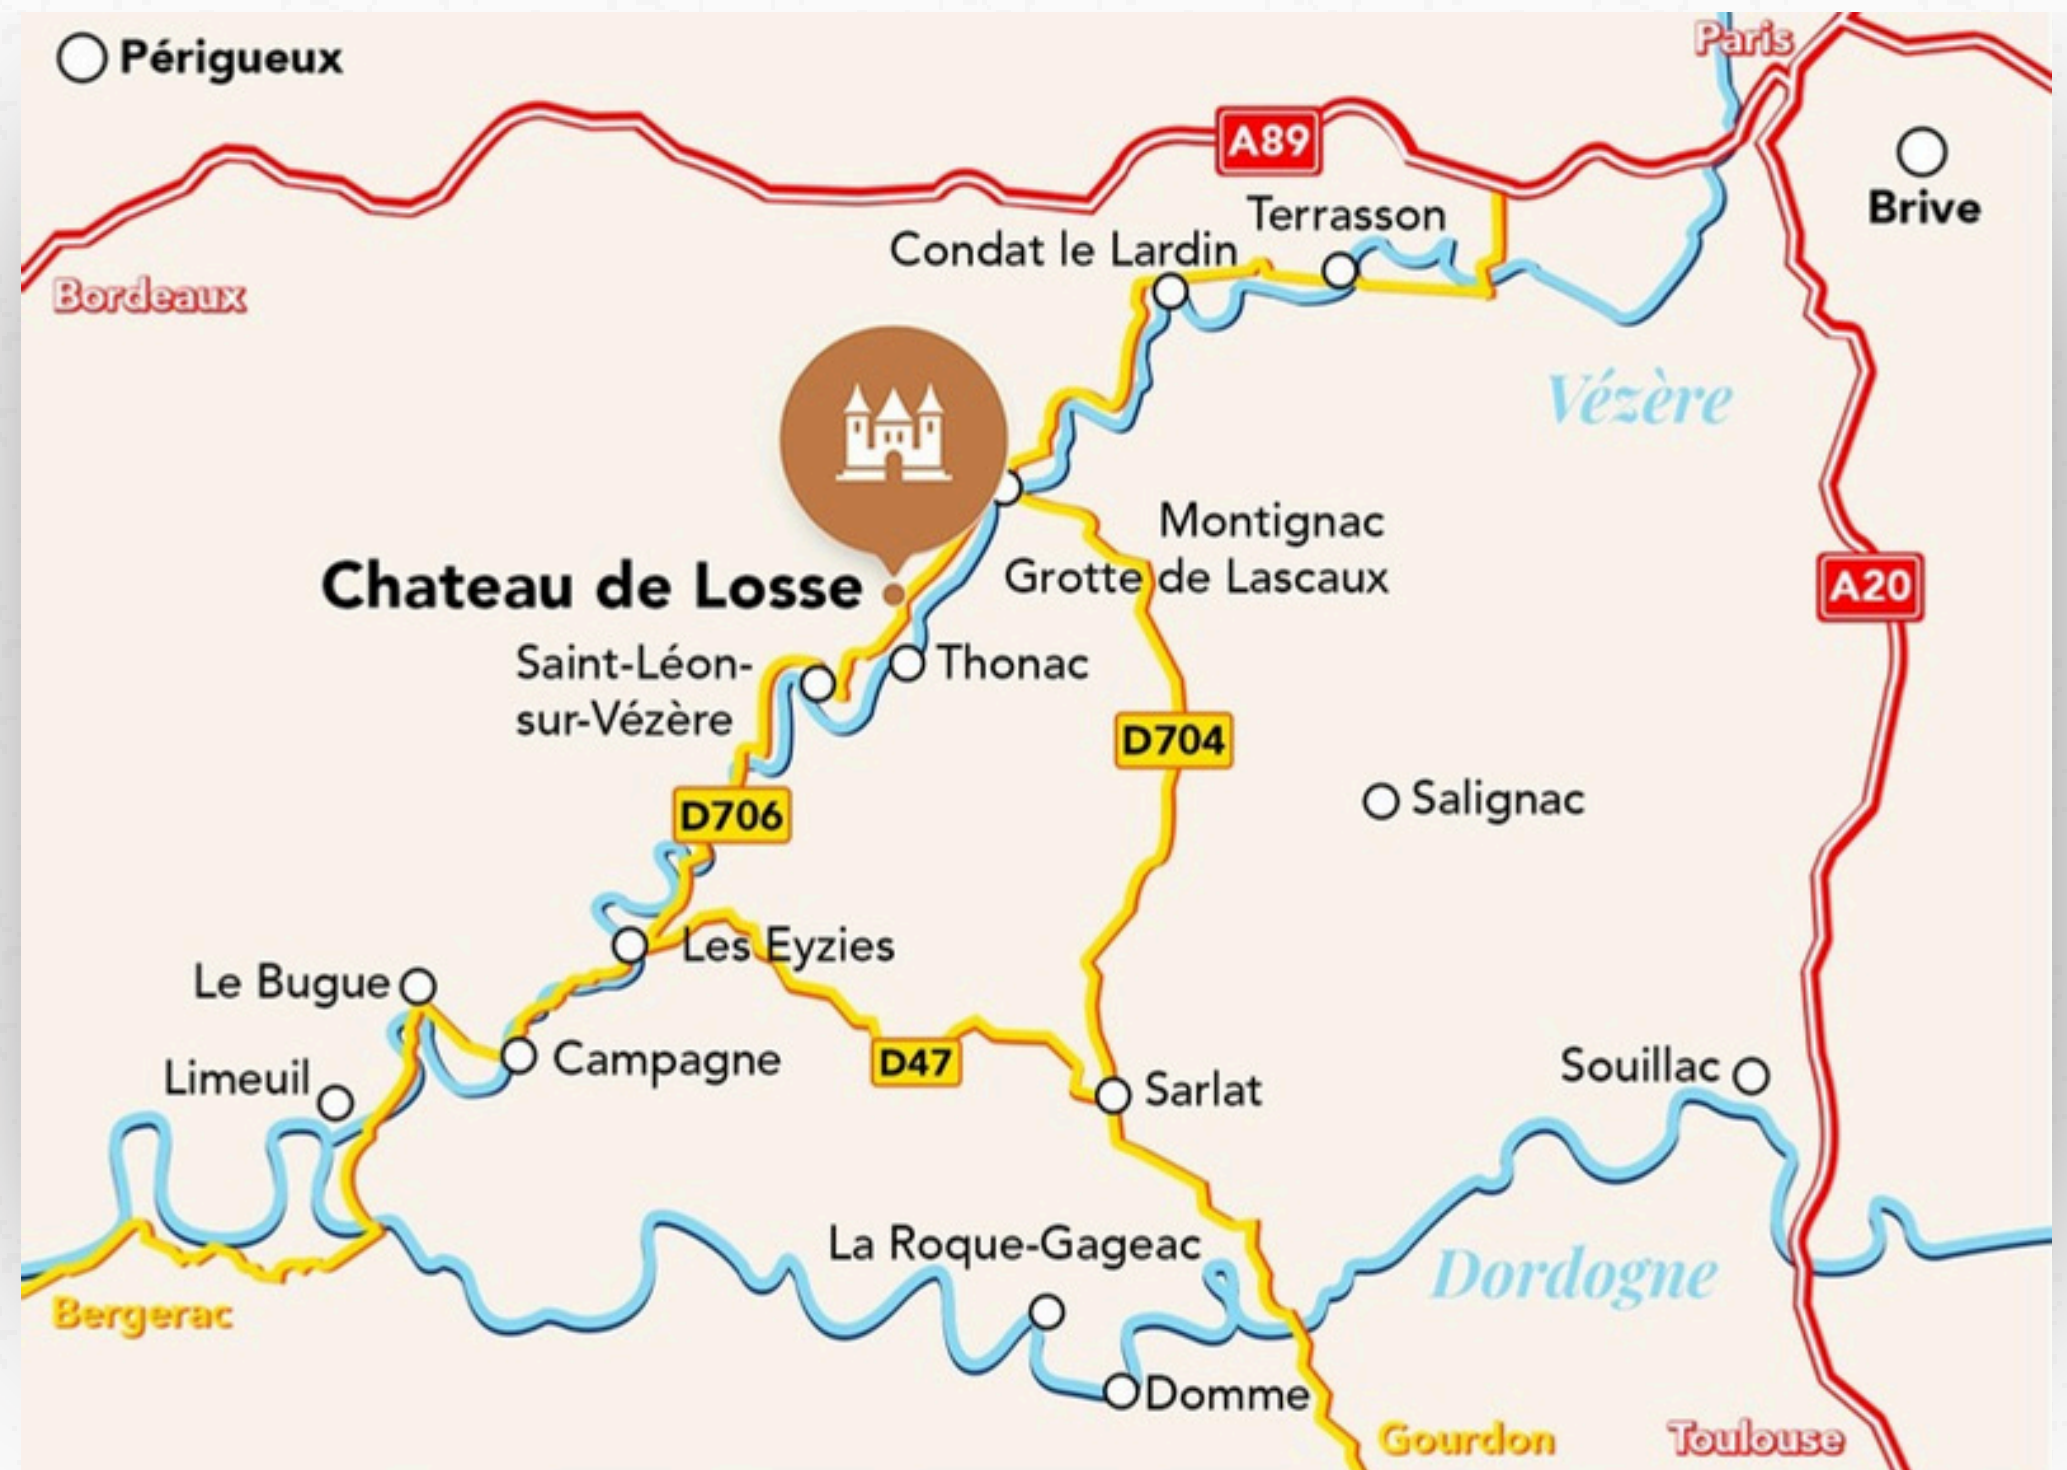 Périgueux
Paris
A89
Brive
Terrasson
Condat le Lardin
Bordeaux
Vézère
Montignac
Grotte de Lascaux
Chateau de Losse
A20
Saint-Léon-
sur-Vézère
Thonac
D704
D706
Salignac
Les Eyzies
Le Bugue
Campagne
D47
Limeuil
Sarlat
Souillac
La Roque-Gageac
Dordogne
Bergerac
Domme
Gourdon
Toulouse